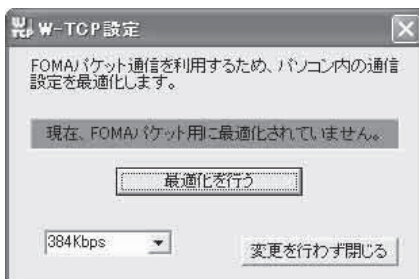 W-TCP設定
FOMAパケット通信を利用するため、パソコン内の通信
設定を最適化します。
現在、FOMAパケット用に最適化されていません。
最適化を行う
384Kbps
変更を行わず閉じる